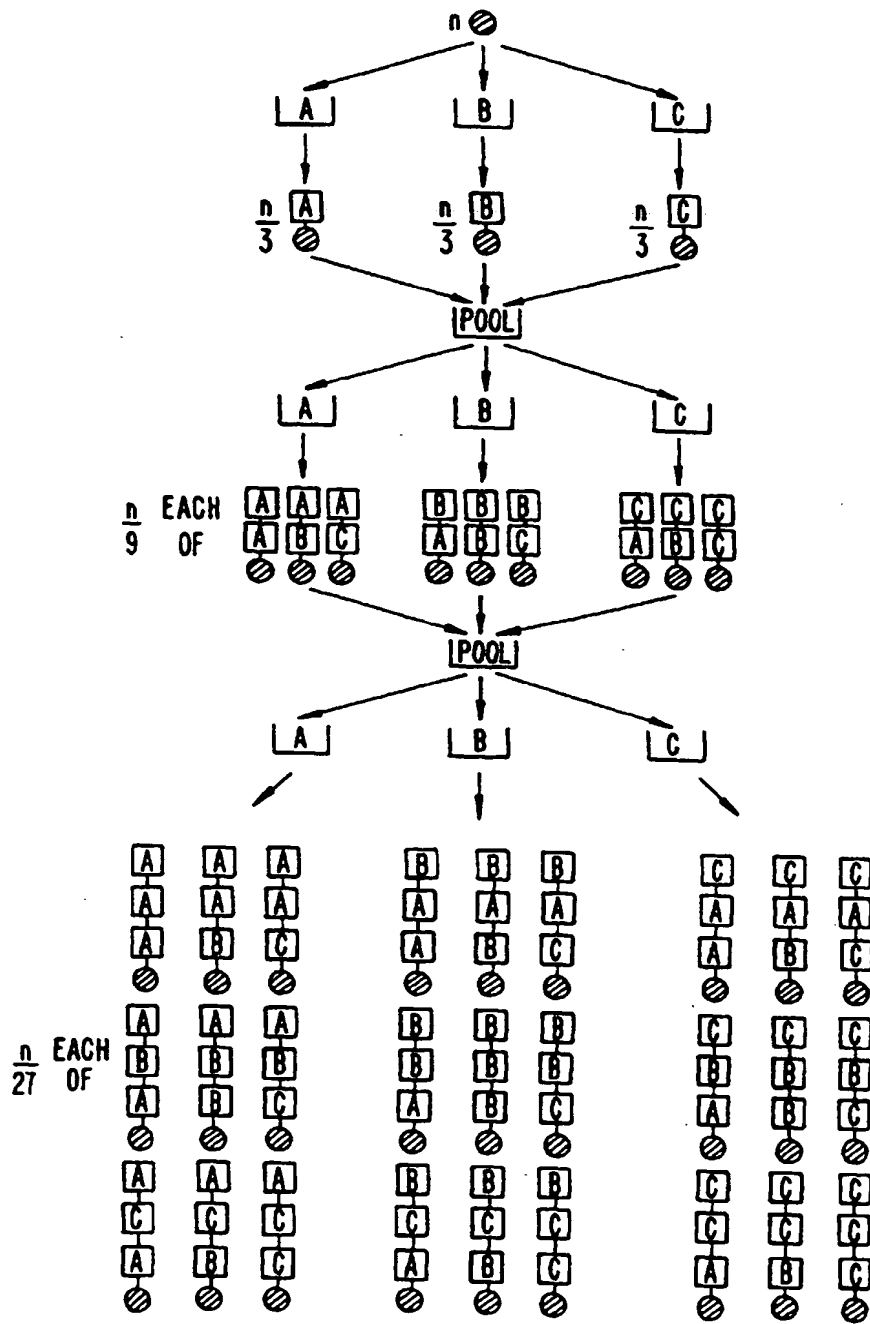 n
A B C
n/3 A n/3 B n/3 C
POOL
A B C
A A A B B B C C C
n/9 EACH OF
A B C A B C A B C
POOL
A B C
A A A B B B C C C
A A A A A A A A A
A B C A B C A B C
A A A B B B C C C
n/27 EACH OF
B B B B B B B B B
A B C A B C A B C
A A A B B B C C C
C C C C C C C C C
A B C A B C A B C